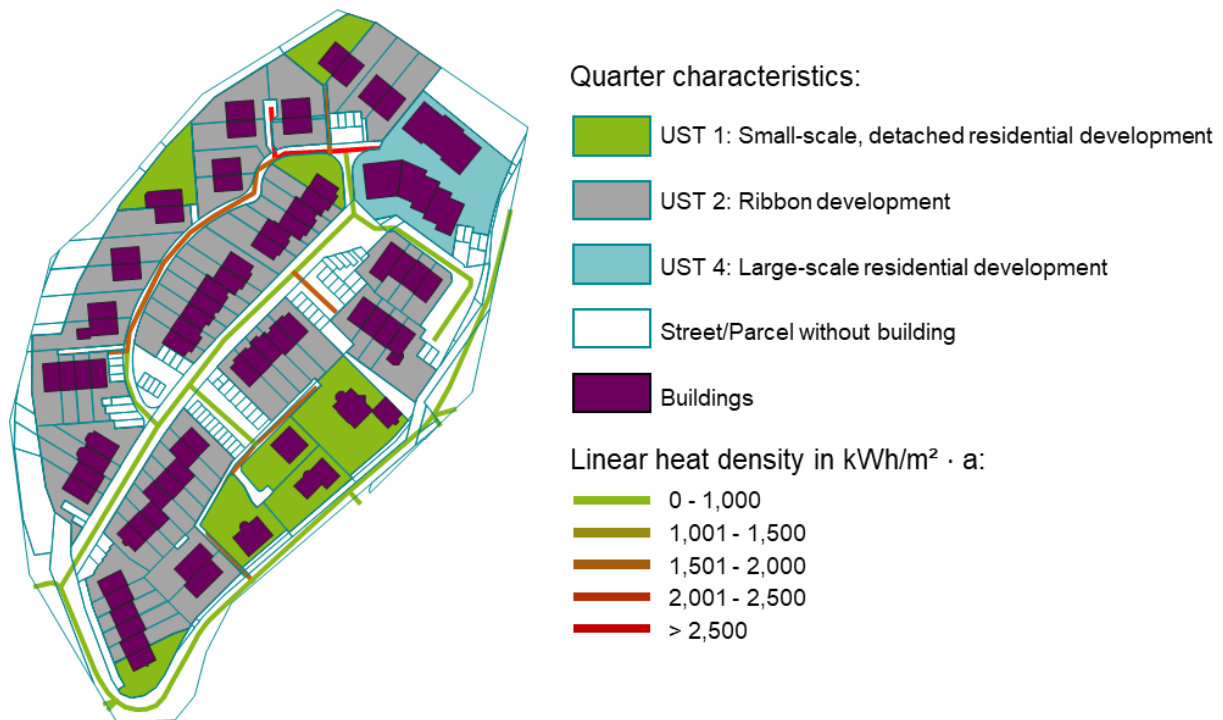 Quarter characteristics:
UST 1: Small-scale, detached residential development
UST 2: Ribbon development
UST 4: Large-scale residential development
Street/Parcel without building
Buildings
Linear heat density in kWh/m² · a:
0 - 1,000
1,001 - 1,500
1,501 - 2,000
2,001 - 2,500
> 2,500